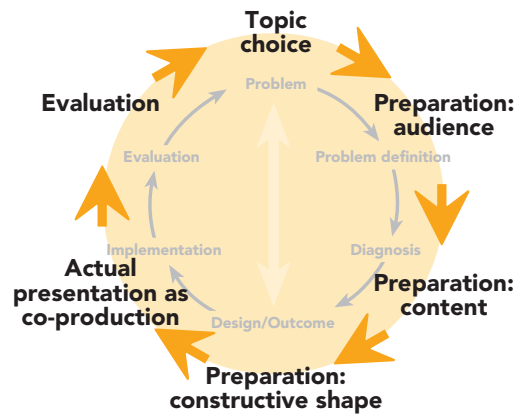 Topic
choice
Problem
Evaluation
Preparation:
audience
Evaluation
Problem definition
Implementation
Diagnosis
Actual
presentation as
co-production
Preparation:
content
Design/Outcome
Preparation:
constructive shape